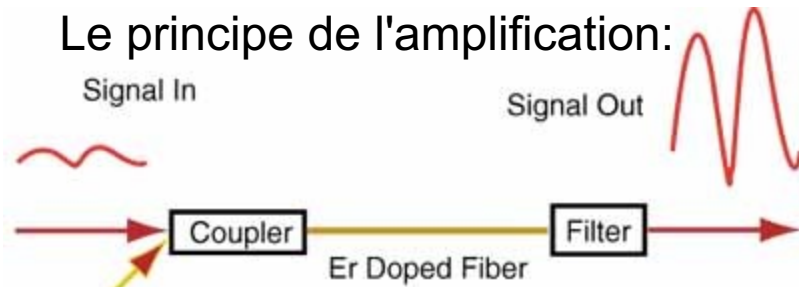 Le principe de l'amplification:
Signal In
Signal Out
Coupler
Filter
Er Doped Fiber